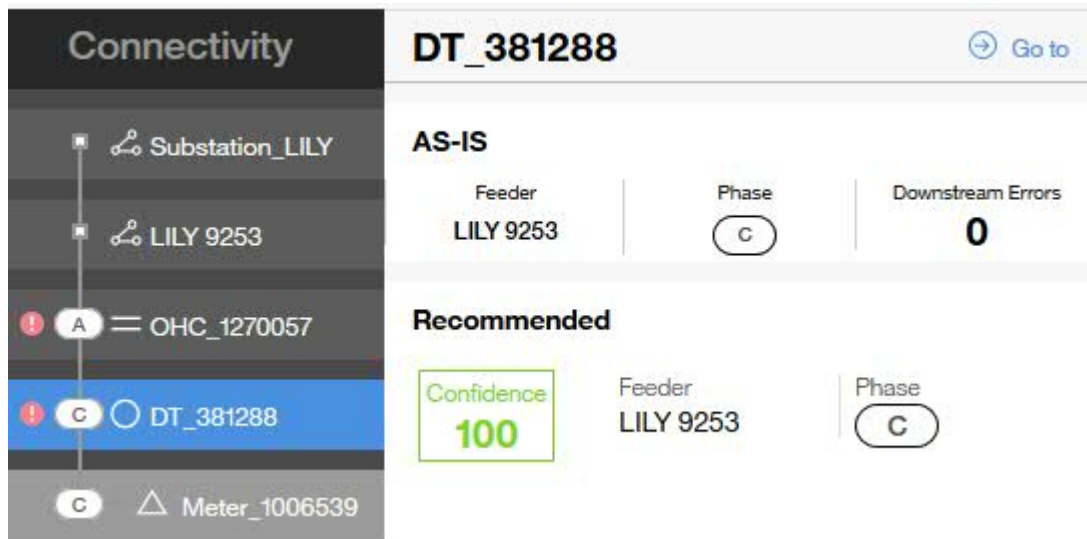 Connectivity
Substation_LILY
LILY 9253
! A OHC_1270057
! C DT_381288
C Meter_1006539
DT_381288 Go to
AS-IS
Feeder Phase Downstream Errors
LILY 9253 C 0
Recommended
Confidence Feeder Phase
100 LILY 9253 C